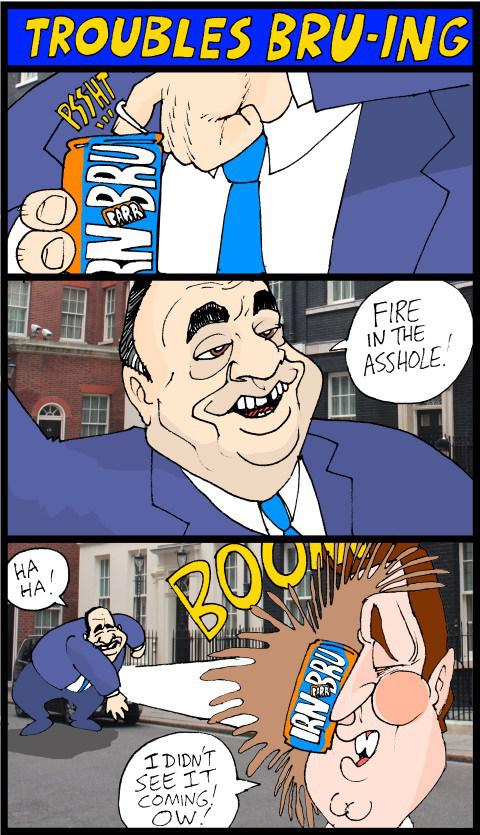 TROUBLES BRU-ING
PSSHT
...
IRN BRU
BARR
FIRE
IN THE
ASSHOLE!
HA
HA!
BOOM
IRN BRU
BARR
I DIDN'T
SEE IT
COMING!
OW!